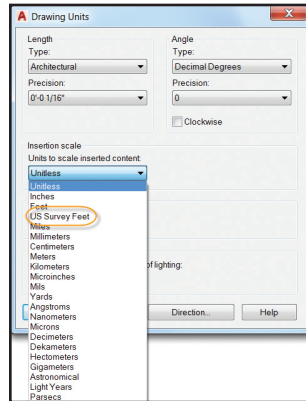 A Drawing Units
Length
Type:
Architectural
Precision:
0'-0 1/16"
Angle
Type:
Decimal Degrees
Precision:
0
Clockwise
Insertion scale
Units to scale inserted content:
Unitless
Unitless
Inches
Feet
US Survey Feet
Miles
Millimeters
Centimeters
Meters
Kilometers
Microinches
Mils
Yards
Angstroms
Nanometers
Microns
Decimeters
Dekameters
Hectometers
Gigameters
Astronomical
Light Years
Parsecs
of lighting:
Direction...
Help